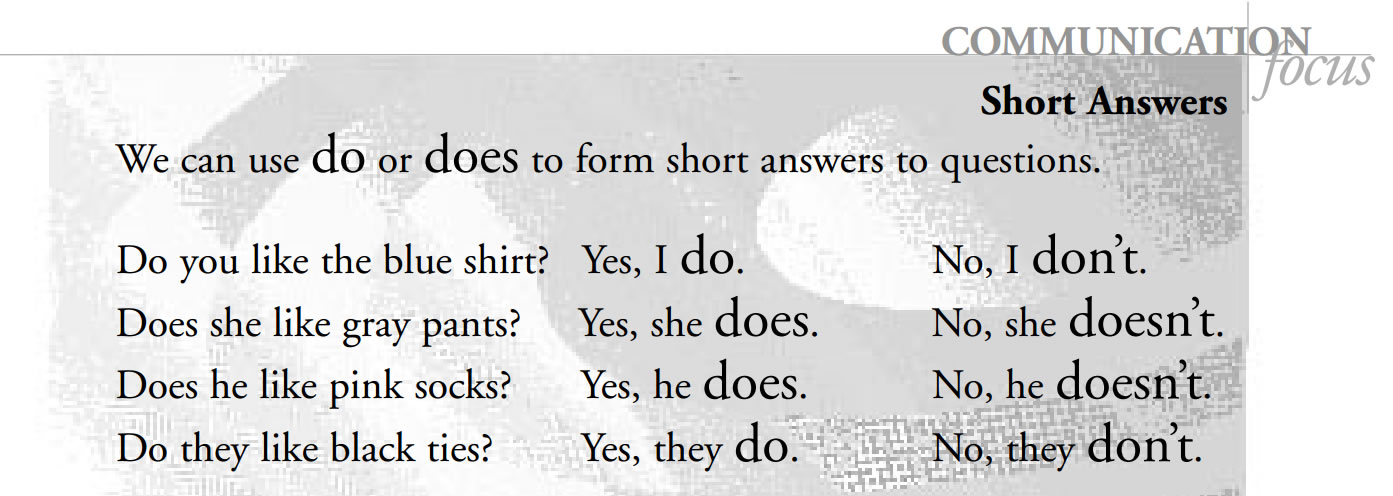 COMMUNICATION
focus
Short Answers
We can use do or does to form short answers to questions.
Do you like the blue shirt? Yes, I do. No, I don’t.
Does she like gray pants? Yes, she does. No, she doesn’t.
Does he like pink socks? Yes, he does. No, he doesn’t.
Do they like black ties? Yes, they do. No, they don’t.